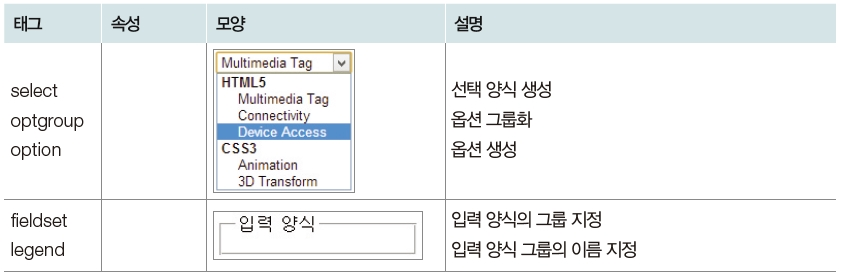 태그 속성 모양 설명
select
optgroup
option
Multimedia Tag
HTML5
Multimedia Tag
Connectivity
Device Access
CSS3
Animation
3D Transform
선택 양식 생성
옵션 그룹화
옵션 생성
fieldset
legend
입력 양식
입력 양식의 그룹 지정
입력 양식 그룹의 이름 지정